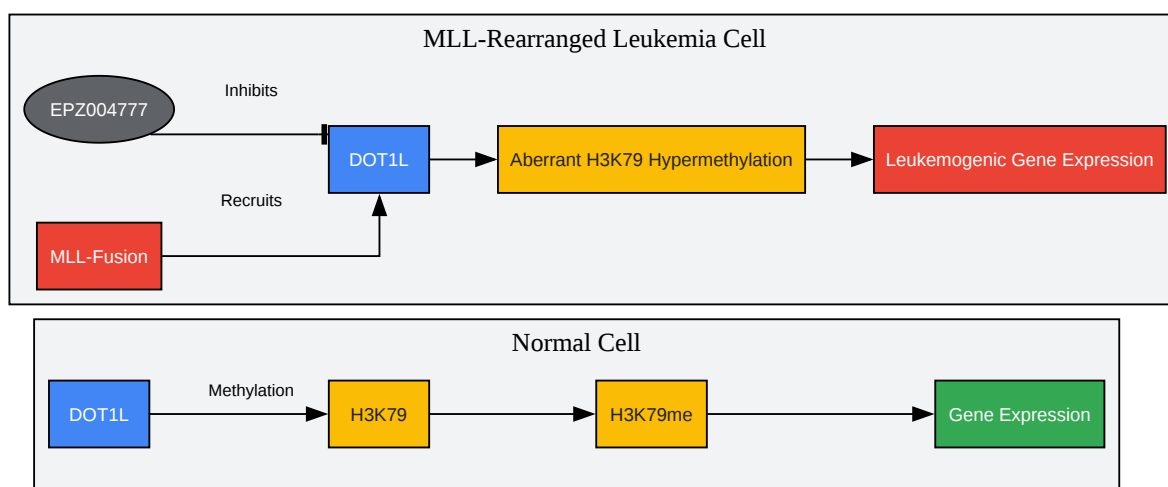 MLL-Rearranged Leukemia Cell
EPZ004777
Inhibits
DOT1L
Aberrant H3K79 Hypermethylation
Leukemogenic Gene Expression
Recruits
MLL-Fusion
Normal Cell
DOT1L
Methylation
H3K79
H3K79me
Gene Expression